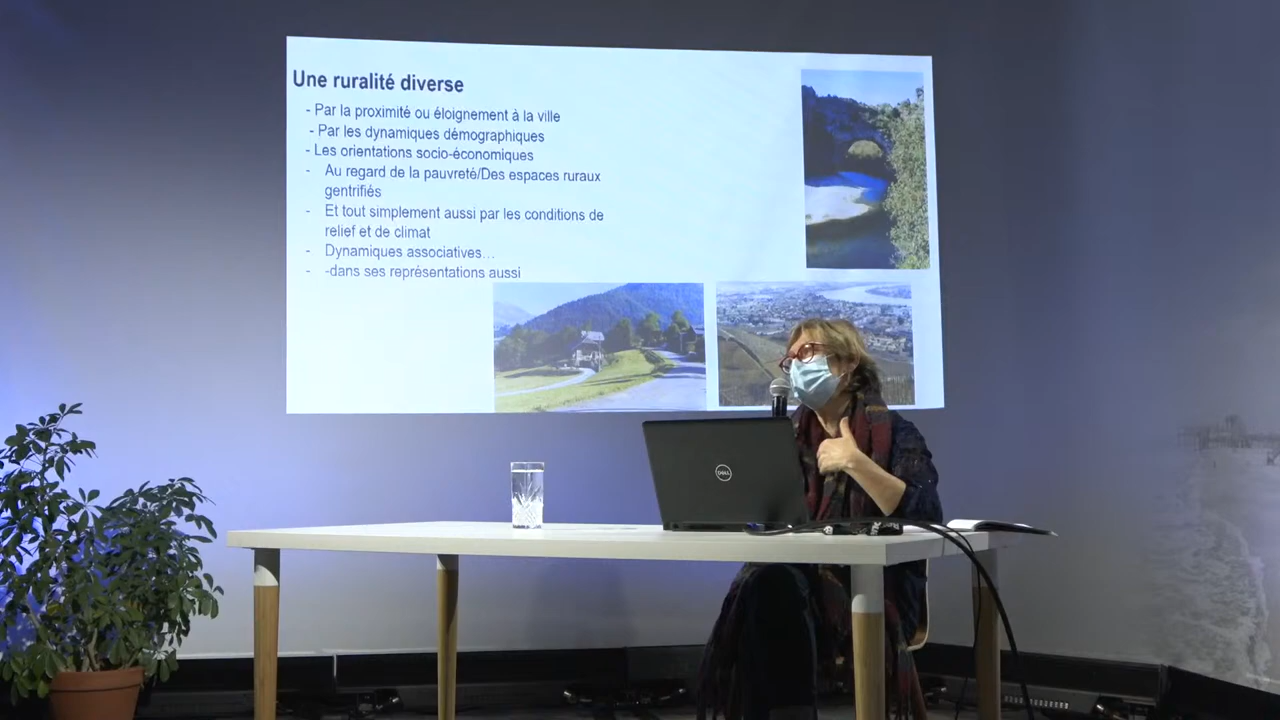 Une ruralité diverse
- Par la proximité ou éloignement à la ville
- Par les dynamiques démographiques
- Les orientations socio-économiques
- Au regard de la pauvreté/Des espaces ruraux
gentrifiés
- Et tout simplement aussi par les conditions de
relief et de climat
- Dynamiques associatives…
- -dans ses représentations aussi
DELL